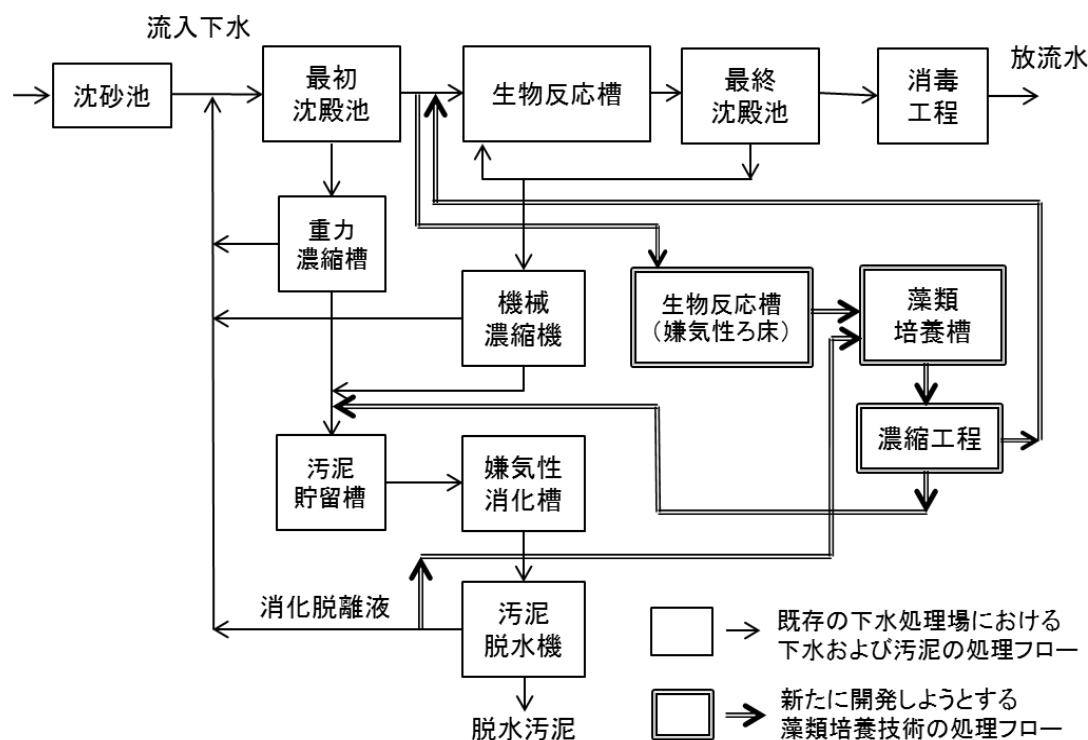 流入下水
沈砂池
最初
沈殿池
生物反応槽
最終
沈殿池
消毒
工程
放流水
重力
濃縮槽
機械
濃縮機
生物反応槽
（嫌気性ろ床）
藻類
培養槽
濃縮工程
汚泥
貯留槽
嫌気性
消化槽
消化脱離液
汚泥
脱水機
脱水汚泥
既存の下水処理場における
下水および汚泥の処理フロー
新たに開発しようとする
藻類培養技術の処理フロー